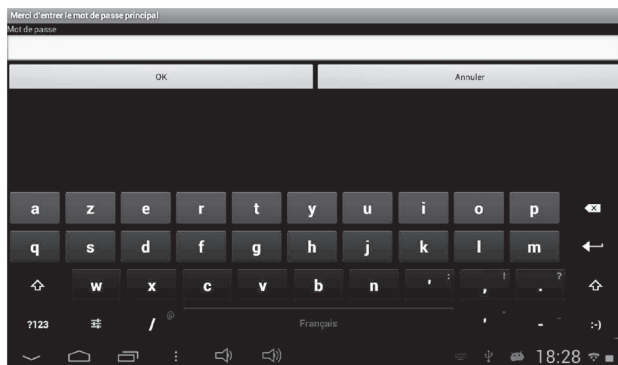 Merci d'entrer le mot de passe principal
Mot de passe
OK Annuler
a z e r t y u i o p
q s d f g h j k l m
w x c v b n ' : , ! . ?
?123 / @ Français ' - :-)
18:28